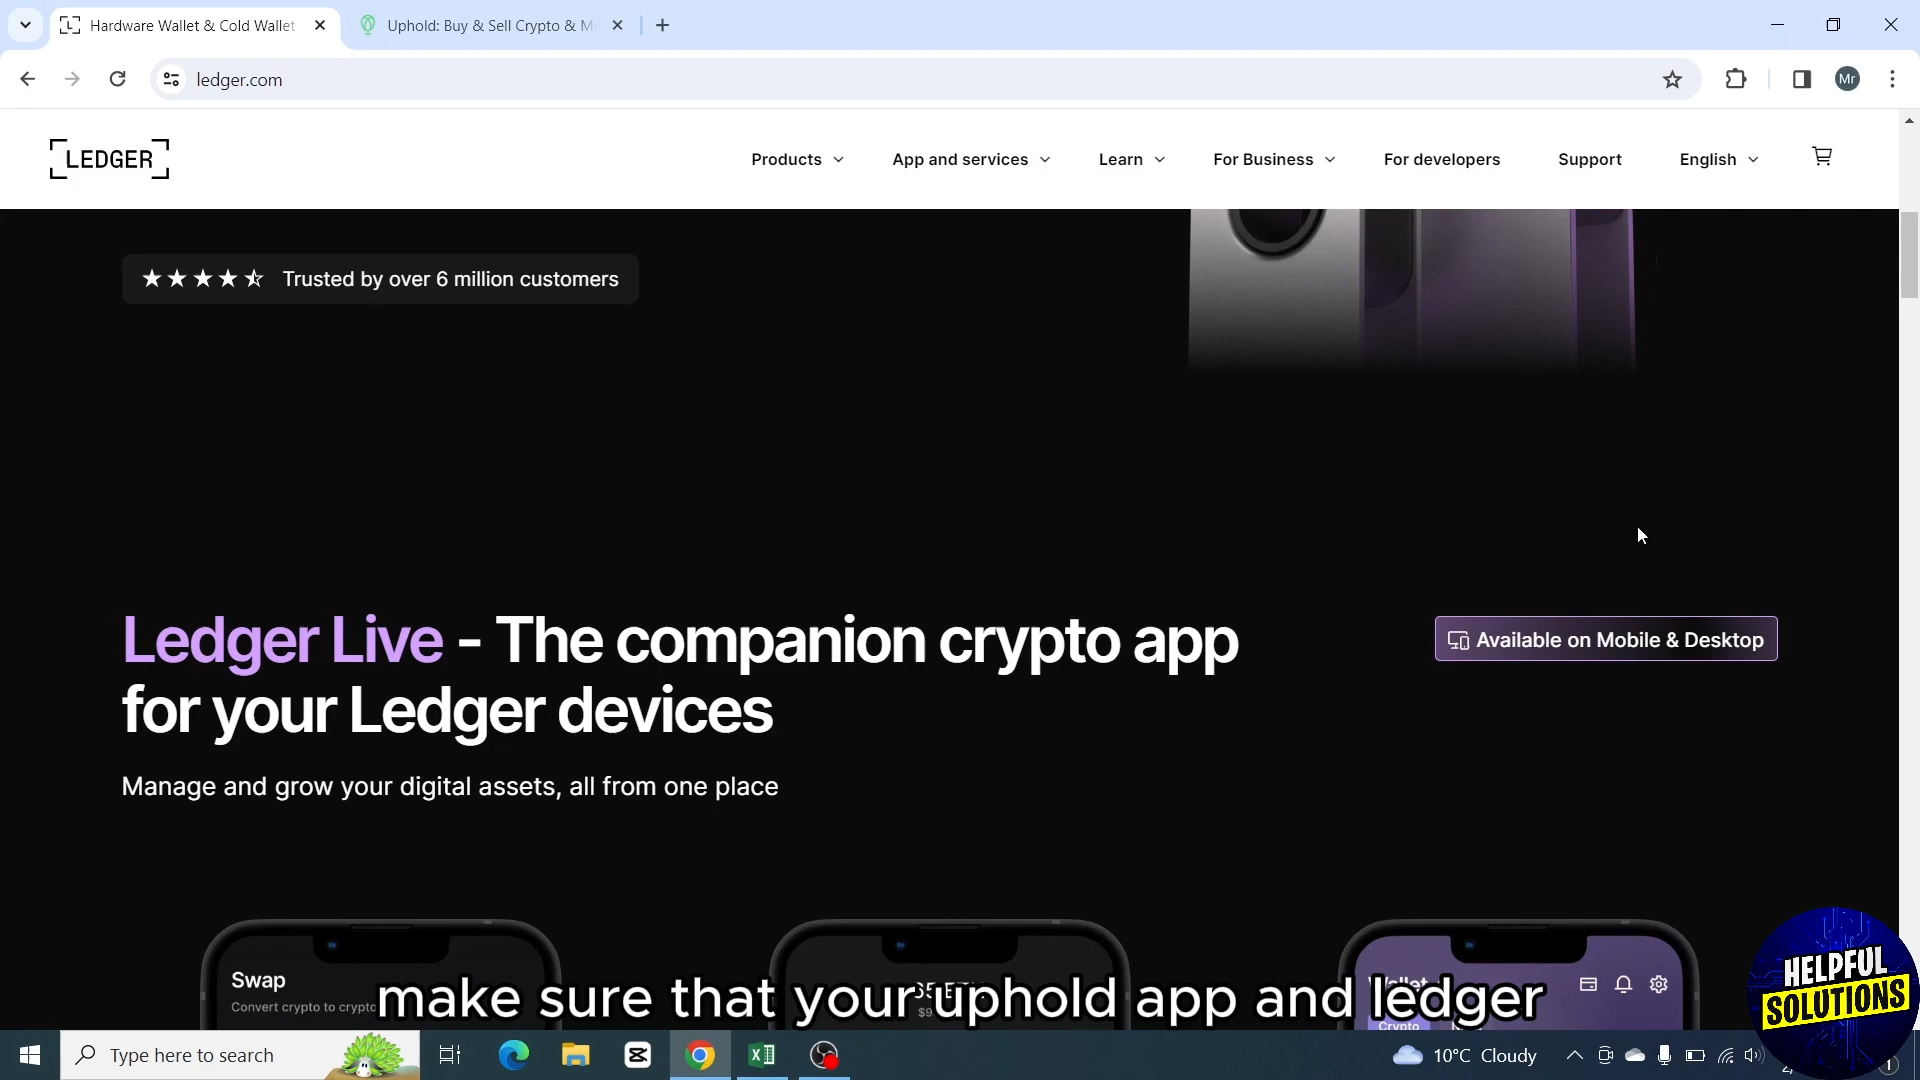 Hardware Wallet & Cold Wallet
Uphold: Buy & Sell Crypto & M
ledger.com
Mr
LEDGER
Products
App and services
Learn
For Business
For developers
Support
English
Trusted by over 6 million customers
Ledger Live - The companion crypto app
for your Ledger devices
Available on Mobile & Desktop
Manage and grow your digital assets, all from one place
Swap
Convert crypto to crypto
Crypto
make sure that your uphold app and ledger
HELPFUL
SOLUTIONS
Type here to search
10°C Cloudy